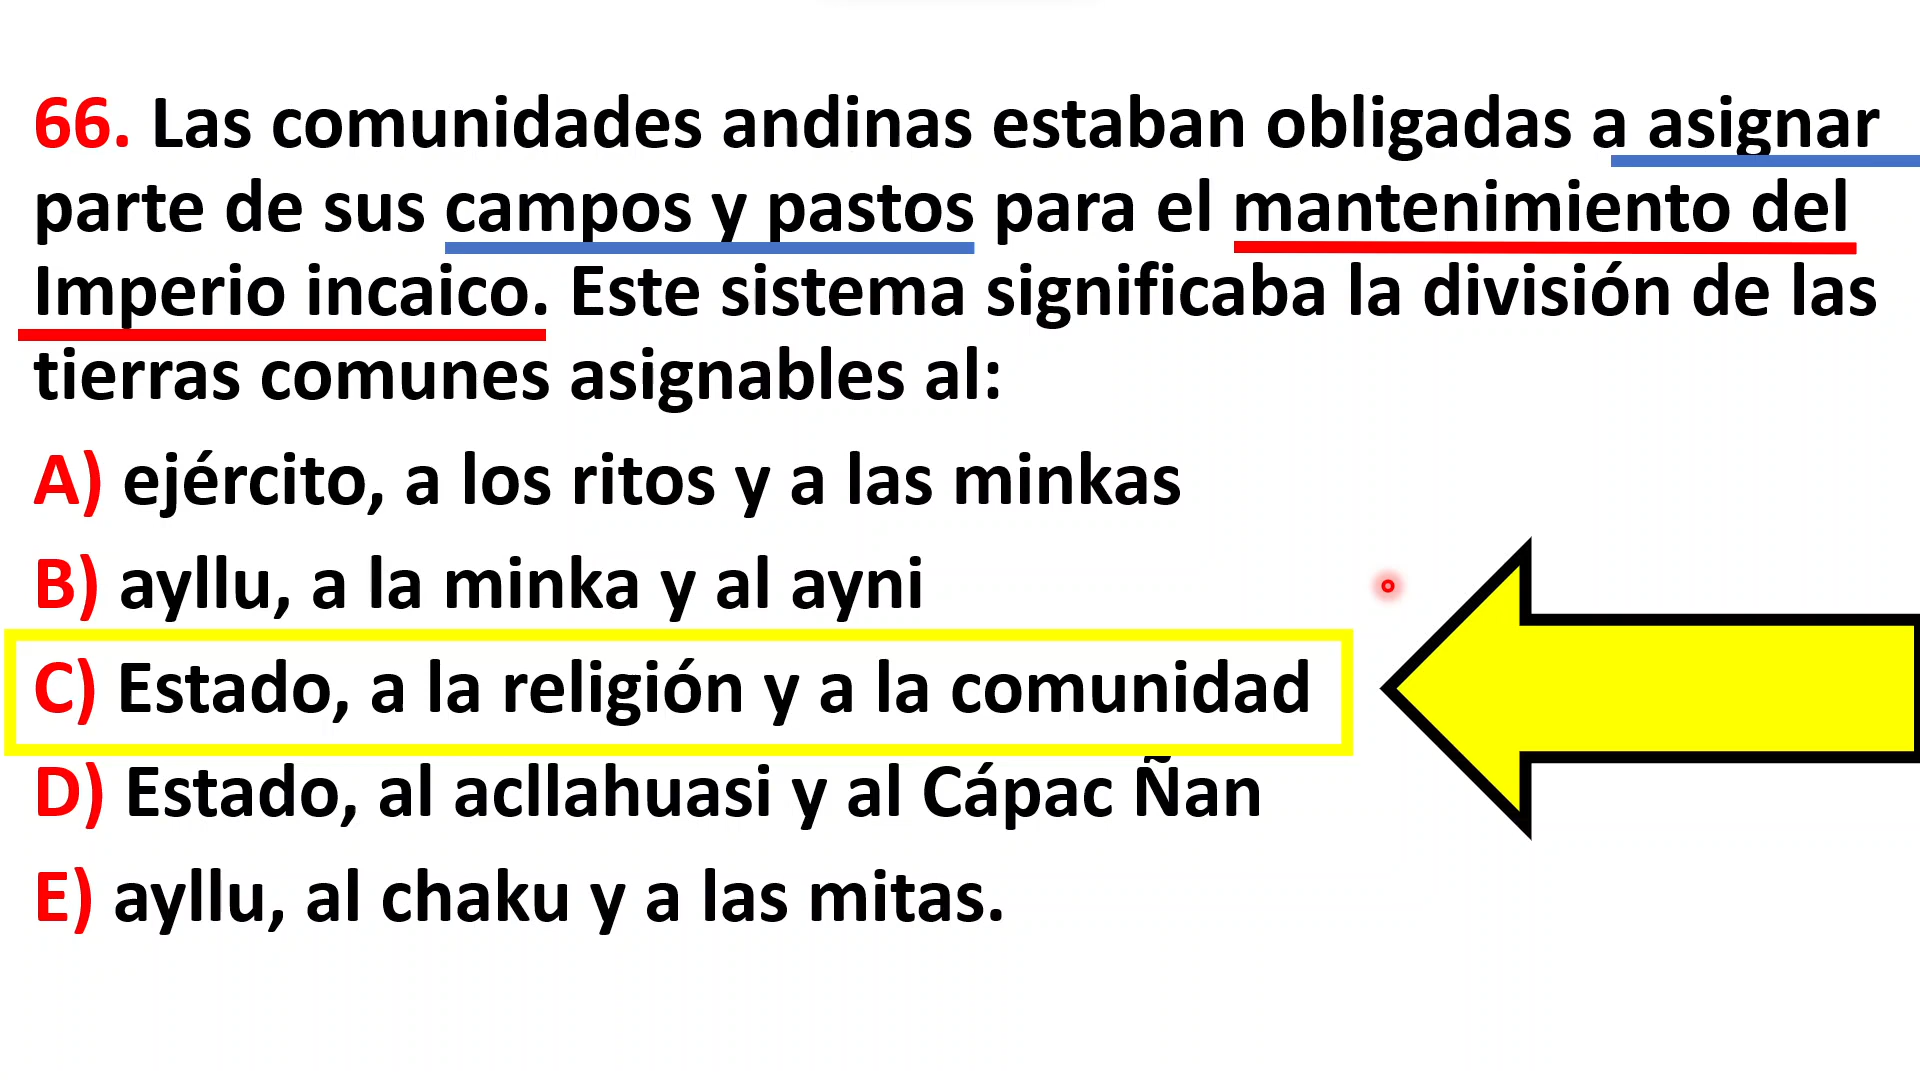 66. Las comunidades andinas estaban obligadas a asignar
parte de sus campos y pastos para el mantenimiento del
Imperio incaico. Este sistema significaba la división de las
tierras comunes asignables al:
A) ejército, a los ritos y a las minkas
B) ayllu, a la minka y al ayni
C) Estado, a la religión y a la comunidad
D) Estado, al acllahuasi y al Cápac Ñan
E) ayllu, al chaku y a las mitas.